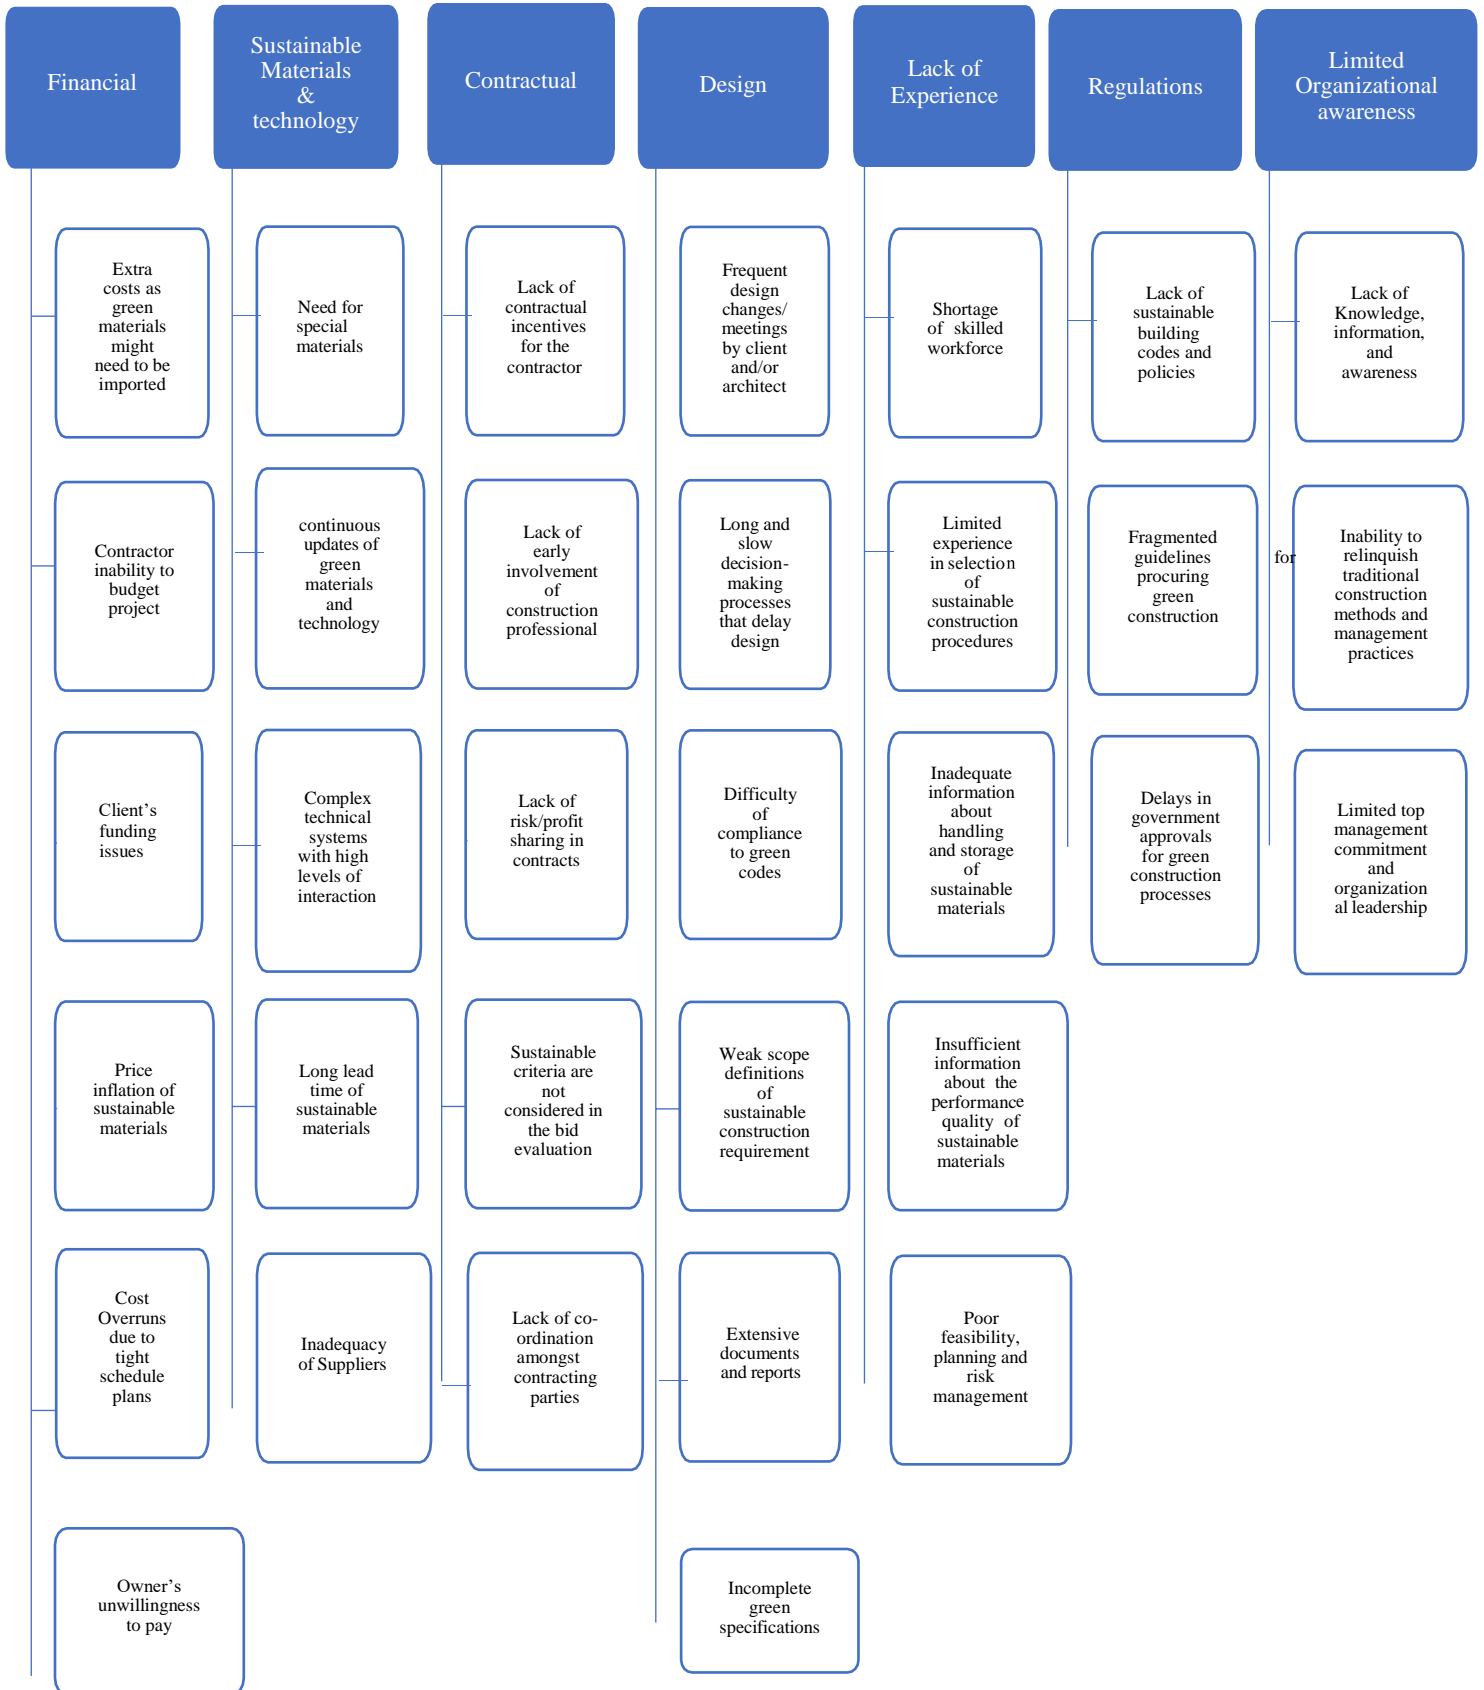 Financial
Sustainable
Materials
&
technology
Contractual
Design
Lack of
Experience
Regulations
Limited
Organizational
awareness
Extra
costs as
green
materials
might
need to be
imported
Need for
special
materials
Lack of
contractual
incentives
for the
contractor
Frequent
design
changes/
meetings
by client
and/or
architect
Shortage
of skilled
workforce
Lack of
sustainable
building
codes and
policies
Lack of
Knowledge,
information,
and
awareness
Contractor
inability to
budget
project
continuous
updates of
green
materials
and
technology
Lack of
early
involvement
of
construction
professional
Long and
slow
decision-
making
processes
that delay
design
Limited
experience
in selection
of
sustainable
construction
procedures
Fragmented
guidelines for
procuring
green
construction
Inability to
relinquish
traditional
construction
methods and
management
practices
Client’s
funding
issues
Complex
technical
systems
with high
levels of
interaction
Lack of
risk/profit
sharing in
contracts
Difficulty
of
compliance
to green
codes
Inadequate
information
about
handling
and storage
of
sustainable
materials
Delays in
government
approvals
for green
construction
processes
Limited top
management
commitment
and
organization
al leadership
Price
inflation of
sustainable
materials
Long lead
time of
sustainable
materials
Sustainable
criteria are
not
considered in
the bid
evaluation
Weak scope
definitions
of
sustainable
construction
requirement
Insufficient
information
about the
performance
quality of
sustainable
materials
Cost
Overruns
due to
tight
schedule
plans
Inadequacy
of Suppliers
Lack of co-
ordination
amongst
contracting
parties
Extensive
documents
and reports
Poor
feasibility,
planning and
risk
management
Owner’s
unwillingness
to pay
Incomplete
green
specifications